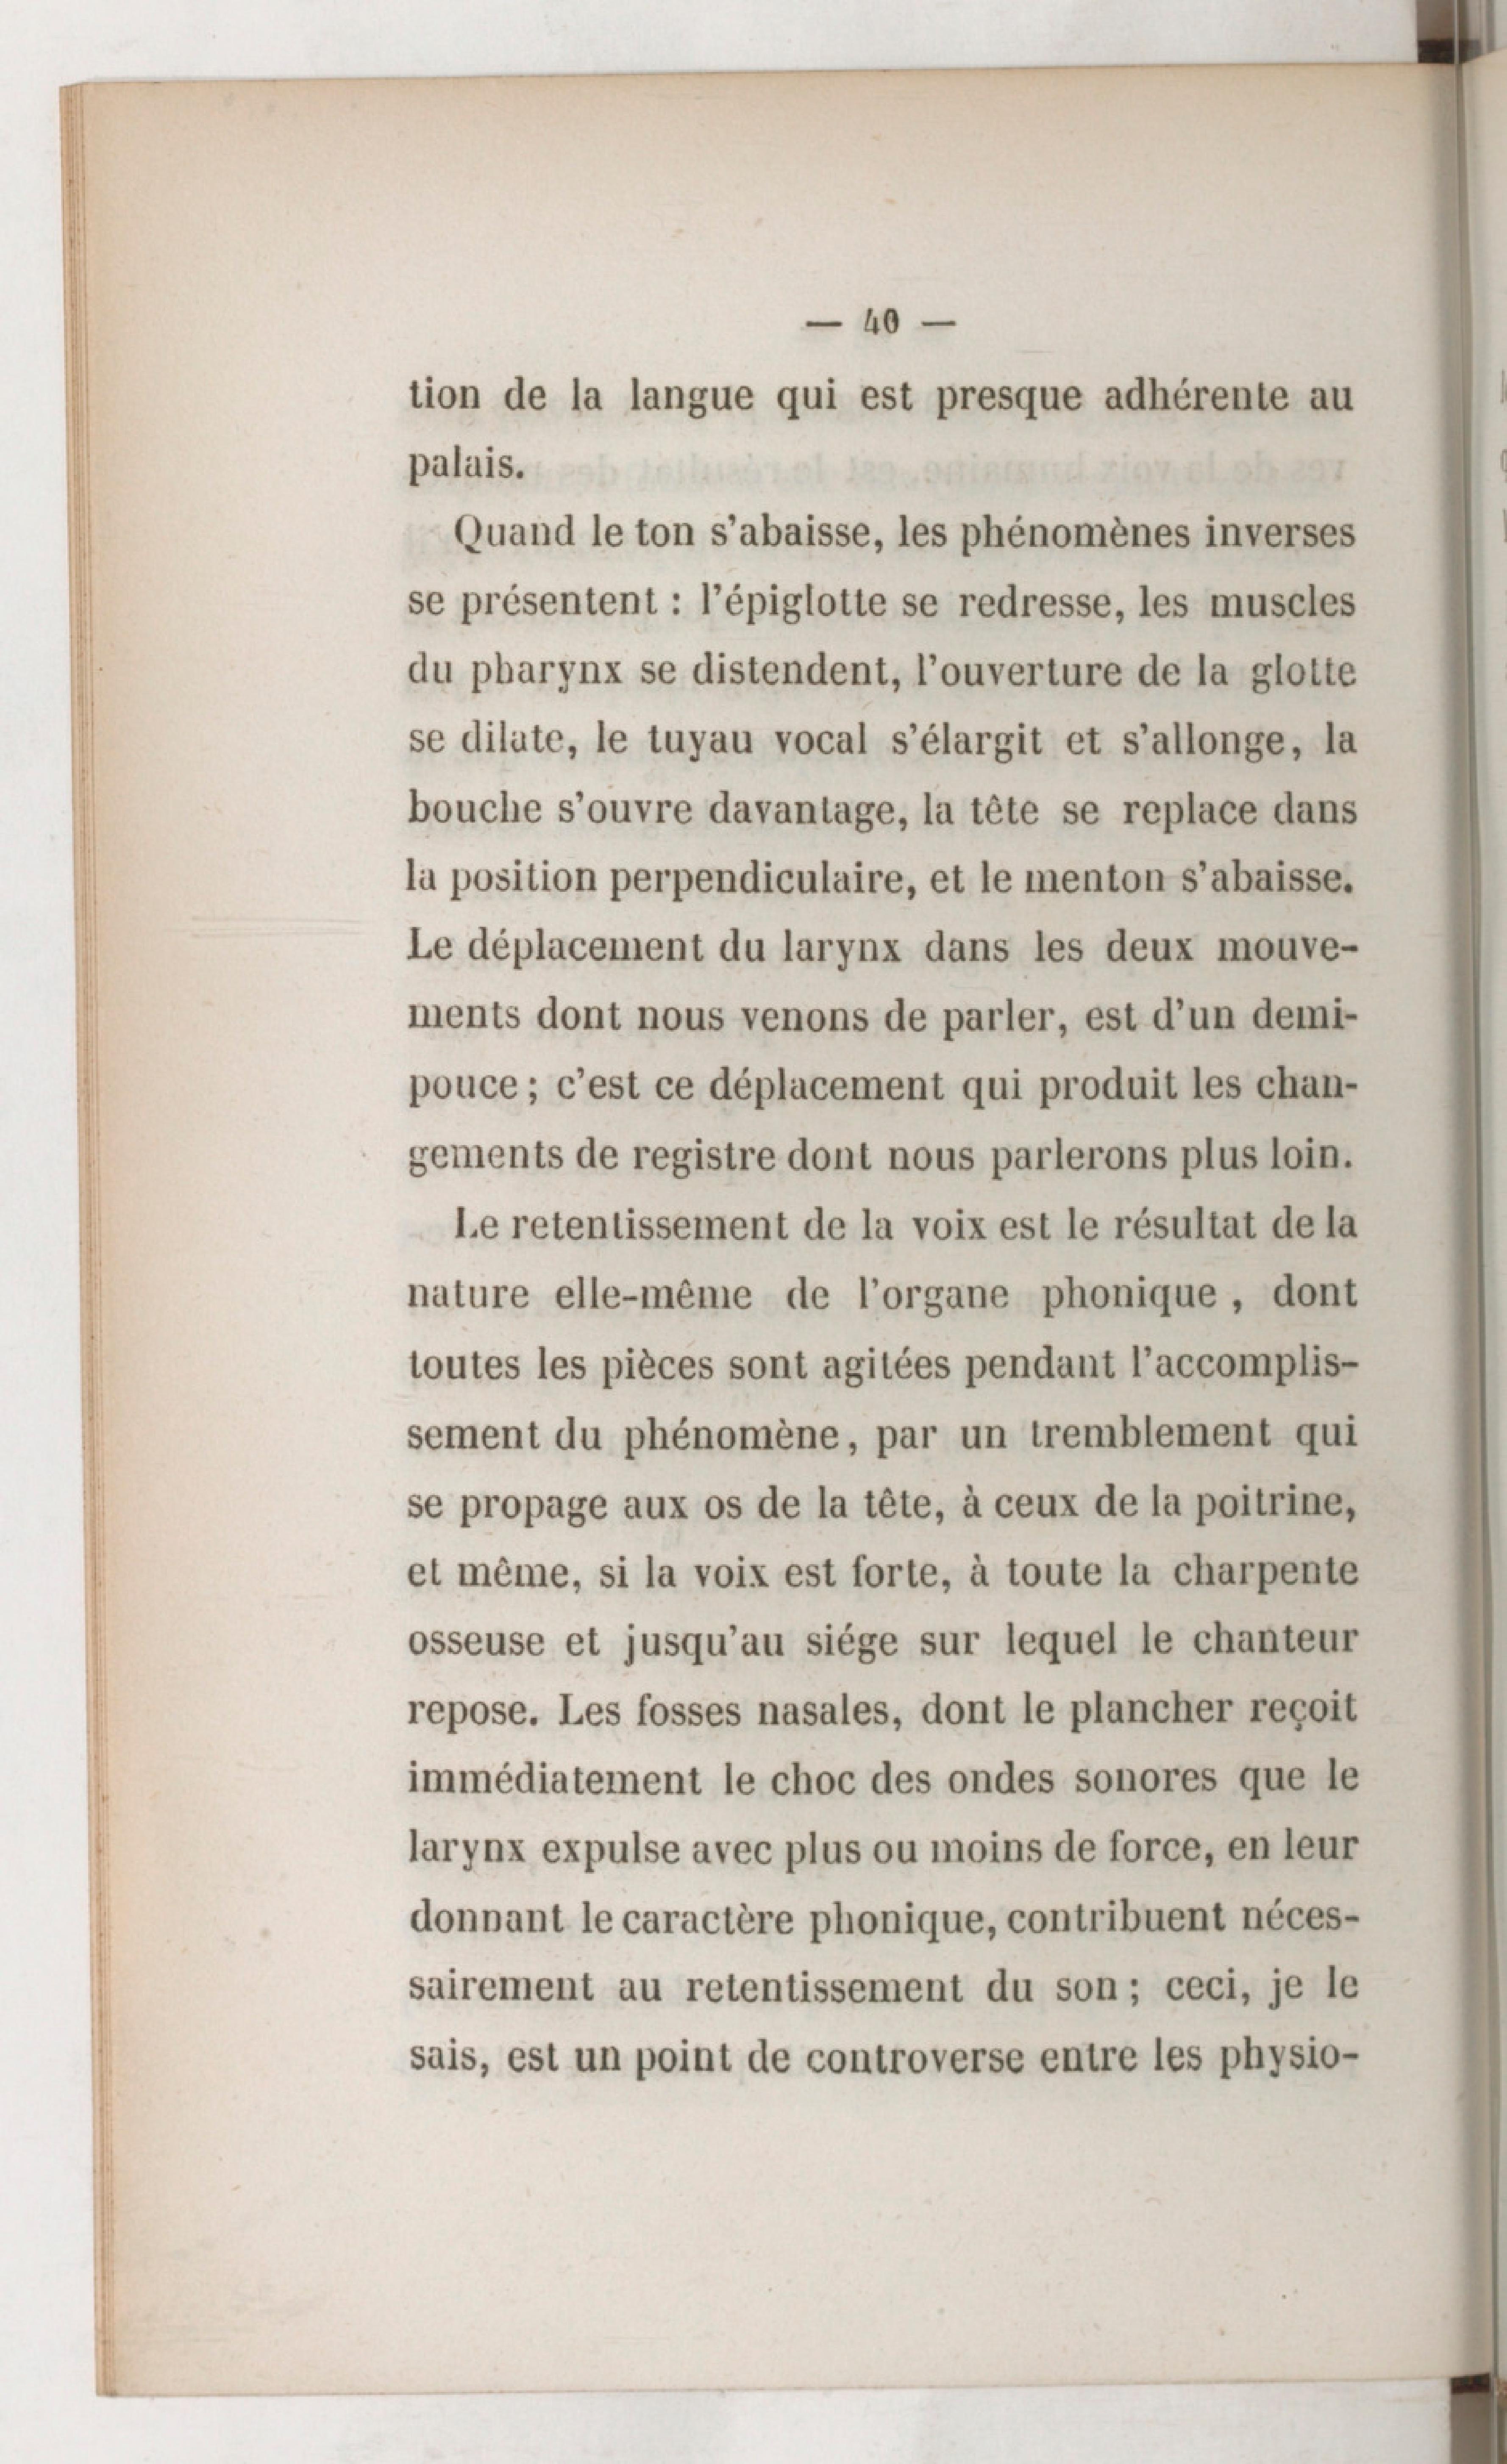 — 40 —
tion de la langue qui est presque adhérente au
palais.
Quand le ton s'abaisse, les phénomènes inverses
se présentent : l'épiglotte se redresse, les muscles
du pharynx se distendent, l'ouverture de la glotte
se dilate, le tuyau vocal s'élargit et s'allonge, la
bouche s'ouvre davantage, la tête se replace dans
la position perpendiculaire, et le menton s'abaisse.
Le déplacement du larynx dans les deux mouve-
ments dont nous venons de parler, est d'un demi-
pouce ; c'est ce déplacement qui produit les chan-
gements de registre dont nous parlerons plus loin.
Le retentissement de la voix est le résultat de la
nature elle-même de l'organe phonique , dont
toutes les pièces sont agitées pendant l'accomplis-
sement du phénomène, par un tremblement qui
se propage aux os de la tête, à ceux de la poitrine,
et même, si la voix est forte, à toute la charpente
osseuse et jusqu'au siége sur lequel le chanteur
repose. Les fosses nasales, dont le plancher reçoit
immédiatement le choc des ondes sonores que le
larynx expulse avec plus ou moins de force, en leur
donnant le caractère phonique, contribuent néces-
sairement au retentissement du son ; ceci, je le
sais, est un point de controverse entre les physio-